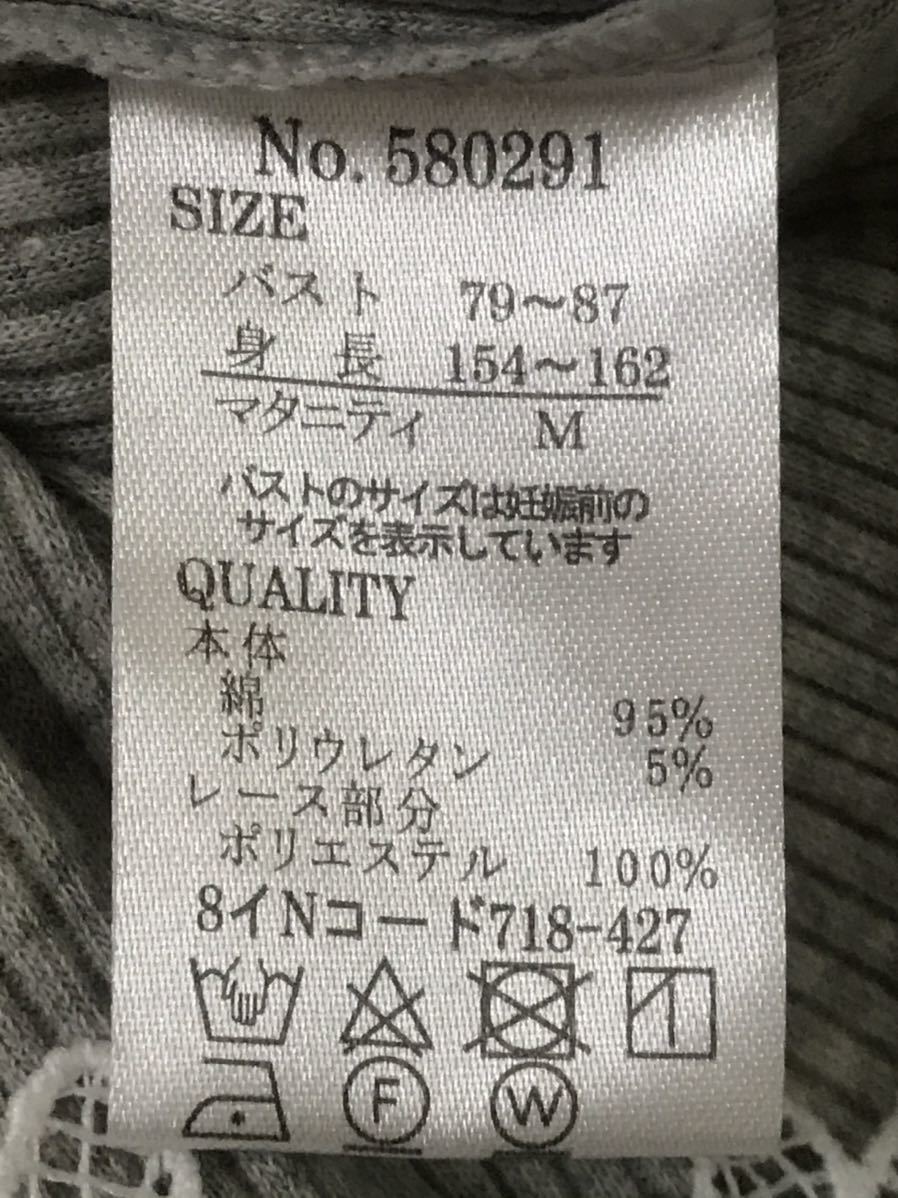 No. 580291
SIZE
バスト 79～87
身 長 154～162
マタニティ M
バストのサイズは妊娠前の
サイズを表示しています
QUALITY
本体
綿 95%
ポリウレタン 5%
レース部分
ポリエステル 100%
8イNコード718-427
F W